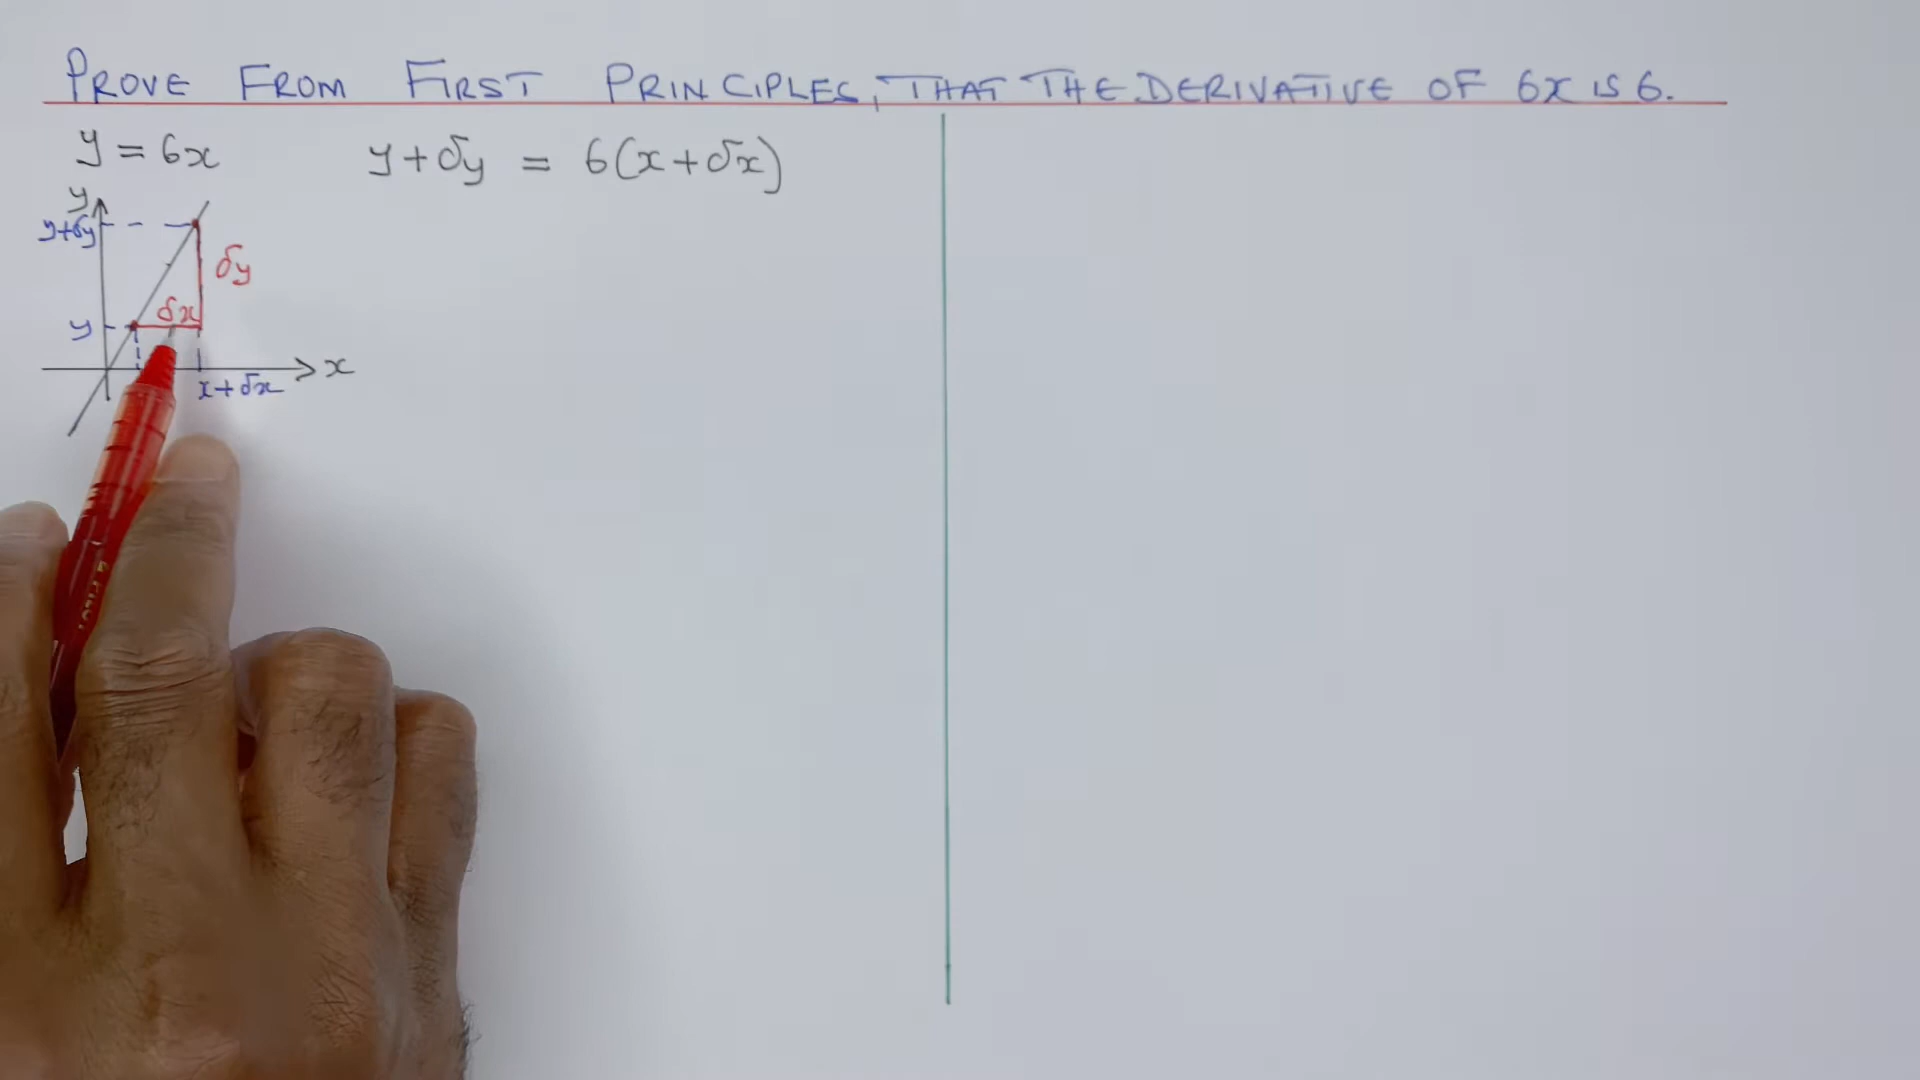 PROVE FROM FIRST PRINCIPLES, THAT THE DERIVATIVE OF 6x IS 6.
y = 6x
y + δy = 6(x + δx)
y
y+δy
δy
δx
y
x
x + δx
PILOT